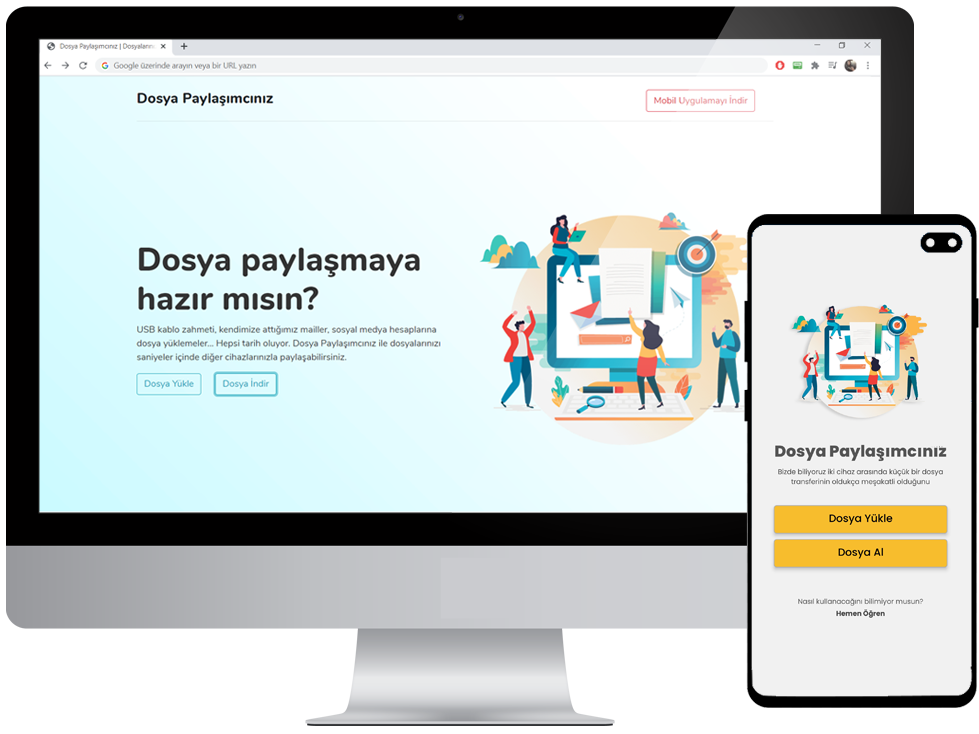 Dosya Paylaşımcınız | Dosyalarını
Google üzerinde arayın veya bir URL yazın
Dosya Paylaşımcınız
Mobil Uygulamayı İndir
Dosya paylaşmaya
hazır mısın?
USB kablo zahmeti, kendimize attığımız mailler, sosyal medya hesaplarına
dosya yüklemeler... Hepsi tarih oluyor. Dosya Paylaşımcınız ile dosyalarınızı
saniyeler içinde diğer cihazlarınızla paylaşabilirsiniz.
Dosya Yükle
Dosya İndir
Dosya Paylaşımcınız
Bizde biliyoruz iki cihaz arasında küçük bir dosya
transferinin oldukça meşakatli olduğunu
Dosya Yükle
Dosya Al
Nasıl kullanacağını bilimiyor musun?
Hemen Öğren